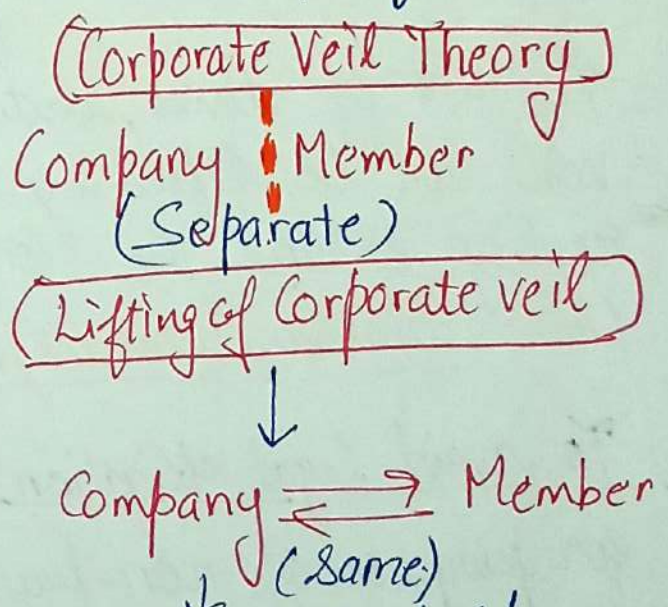 Corporate Veil Theory
Company Member
(Separate)
Lifting of Corporate veil
Company Member
(Same)